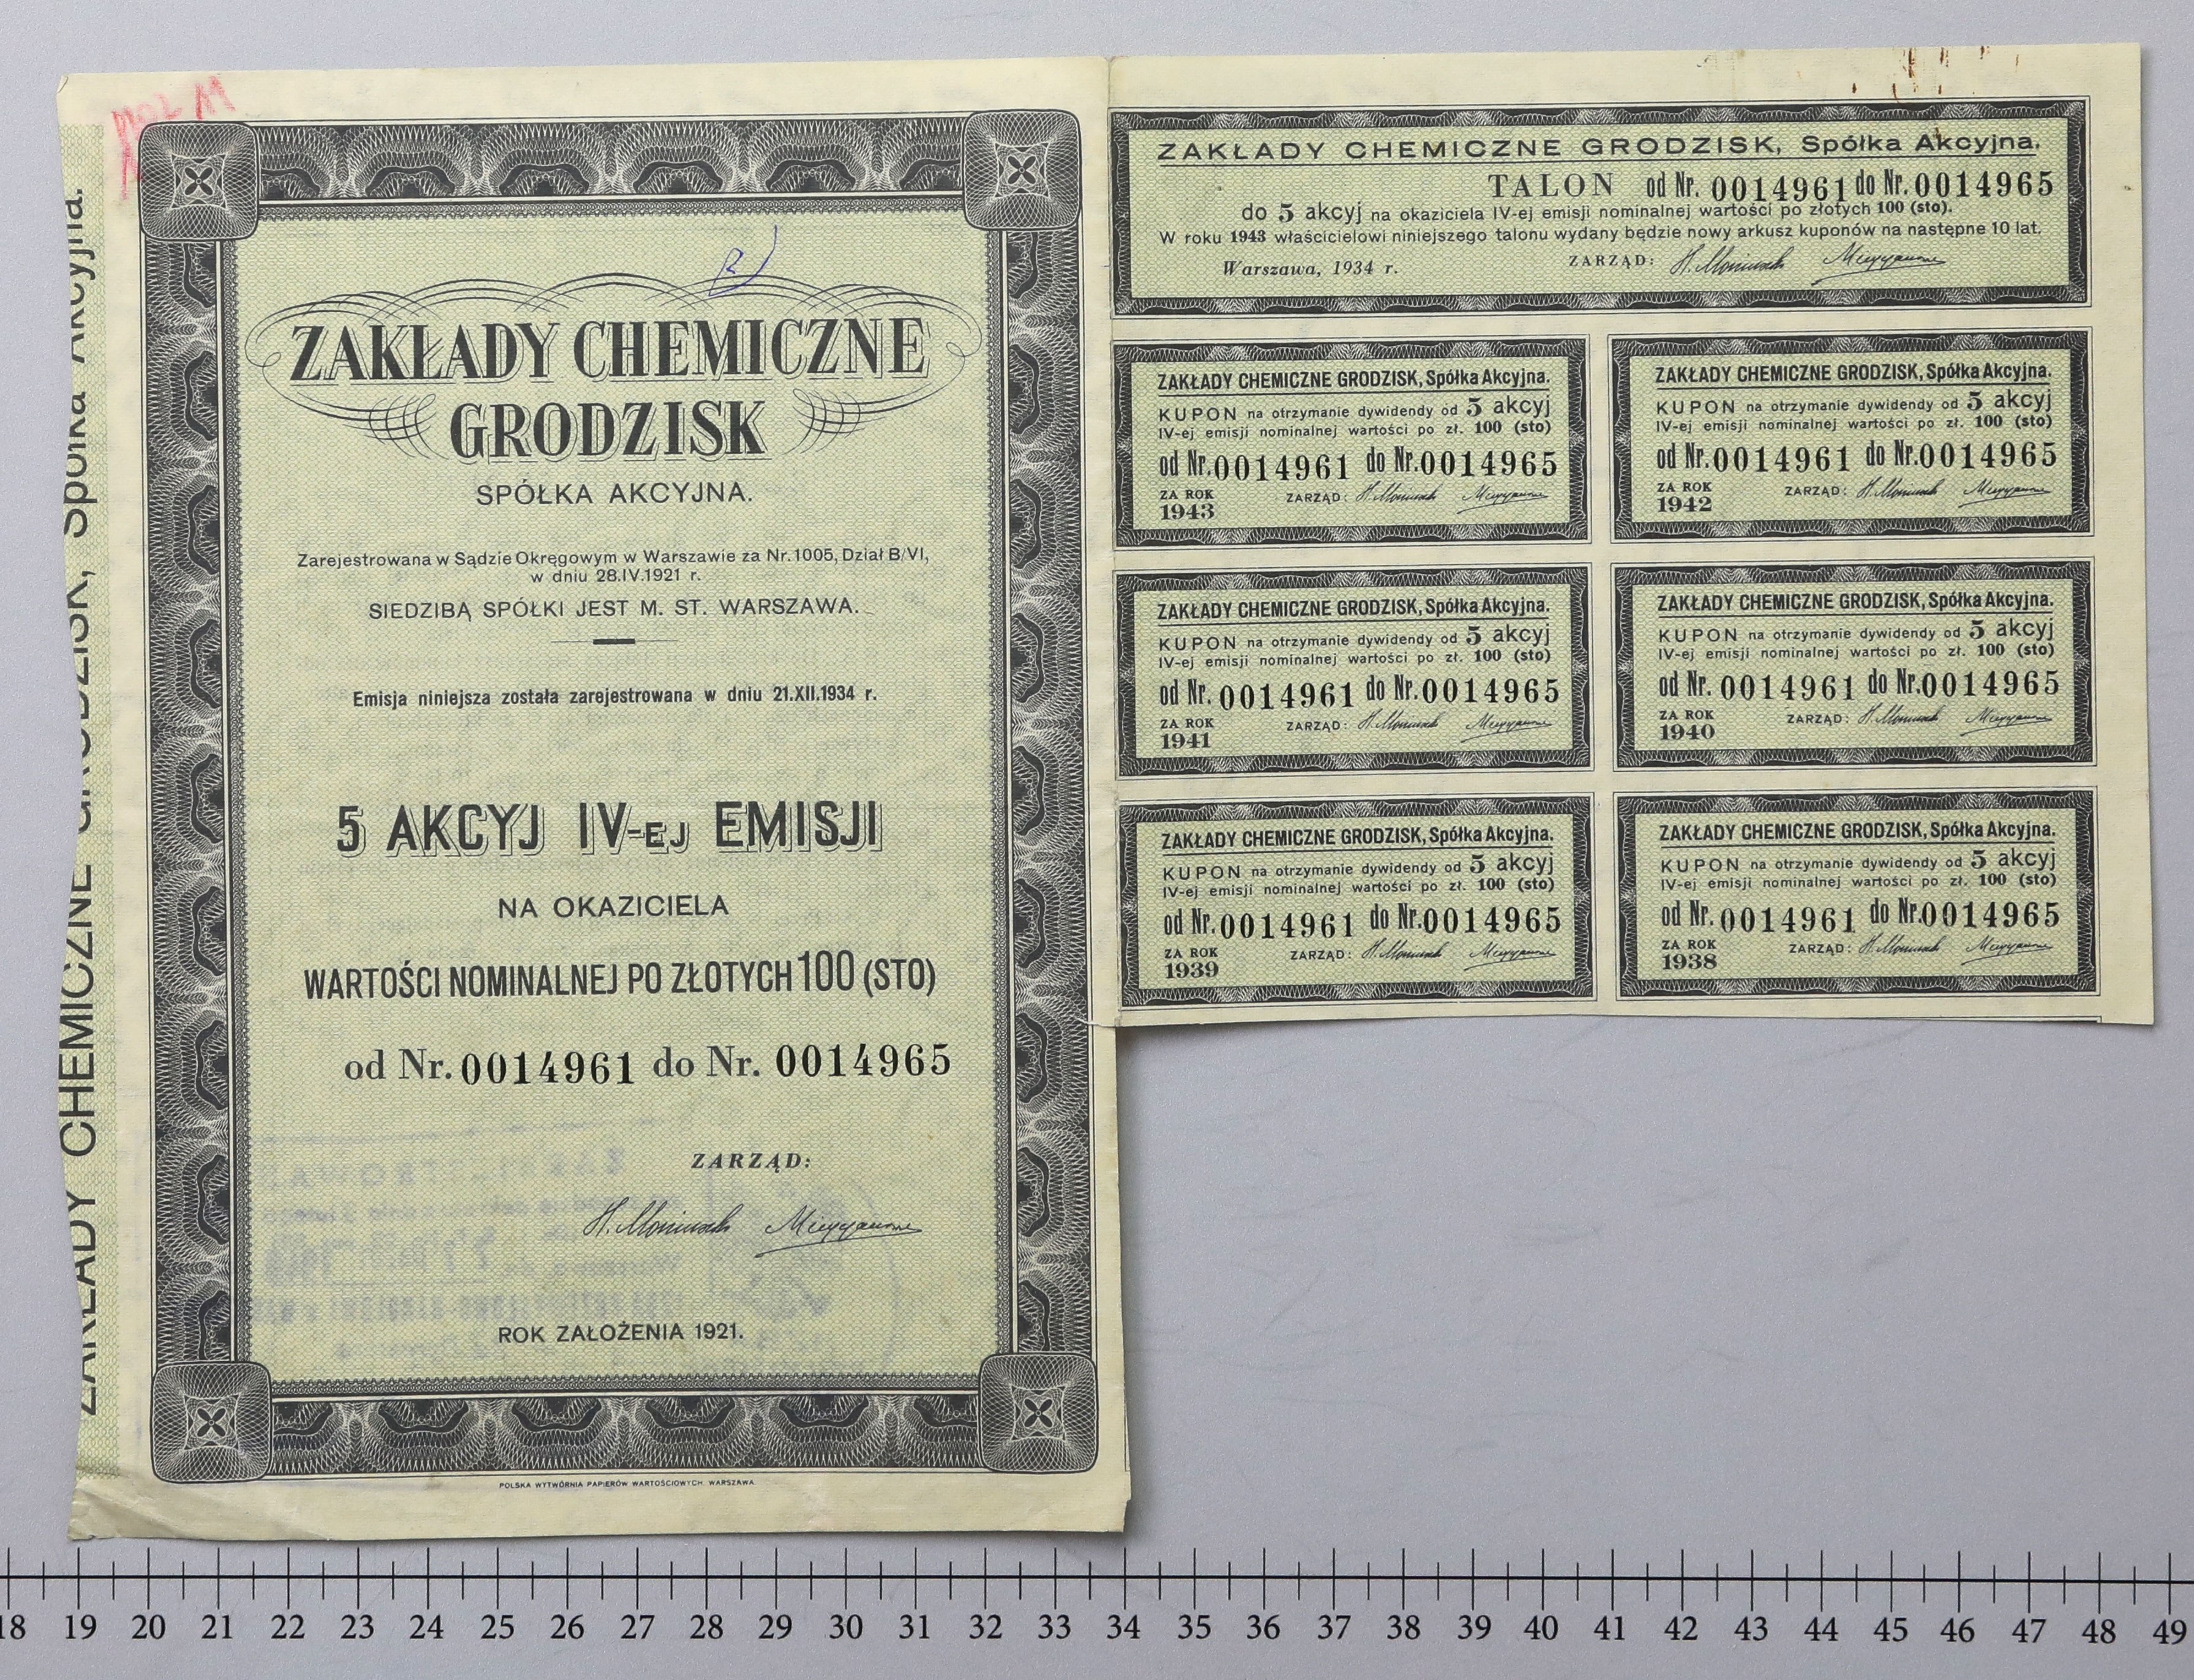 ZAKŁADY CHEMICZNE GRODZISK, Spółka Akcyjna.
ZAKŁADY CHEMICZNE
GRODZISK
SPÓŁKA AKCYJNA.
Zarejestrowana w Sądzie Okręgowym w Warszawie za Nr. 1005, Dział B/VI,
w dniu 28.IV.1921 r.
SIEDZIBĄ SPÓŁKI JEST M. ST. WARSZAWA.
Emisja niniejsza została zarejestrowana w dniu 21.XII.1934 r.
5 AKCYJ IV-EJ EMISJI
NA OKAZICIELA
WARTOŚCI NOMINALNEJ PO ZŁOTYCH 100 (STO)
od Nr. 0014961 do Nr. 0014965
ZARZĄD:
ROK ZAŁOŻENIA 1921.
POLSKA WYTWÓRNIA PAPIERÓW WARTOŚCIOWYCH. WARSZAWA.
ZAKŁADY CHEMICZNE GRODZISK, Spółka Akcyjna.
TALON od Nr. 0014961 do Nr. 0014965
do 5 akcyj na okaziciela IV-ej emisji nominalnej wartości po złotych 100 (sto).
W roku 1943 właścicielowi niniejszego talonu wydany będzie nowy arkusz kuponów na następne 10 lat.
Warszawa, 1934 r. ZARZĄD:
ZAKŁADY CHEMICZNE GRODZISK, Spółka Akcyjna.
KUPON na otrzymanie dywidendy od 5 akcyj
IV-ej emisji nominalnej wartości po zł. 100 (sto)
od Nr. 0014961 do Nr. 0014965
ZA ROK ZARZĄD:
1943
ZAKŁADY CHEMICZNE GRODZISK, Spółka Akcyjna.
KUPON na otrzymanie dywidendy od 5 akcyj
IV-ej emisji nominalnej wartości po zł. 100 (sto)
od Nr. 0014961 do Nr. 0014965
ZA ROK ZARZĄD:
1942
ZAKŁADY CHEMICZNE GRODZISK, Spółka Akcyjna.
KUPON na otrzymanie dywidendy od 5 akcyj
IV-ej emisji nominalnej wartości po zł. 100 (sto)
od Nr. 0014961 do Nr. 0014965
ZA ROK ZARZĄD:
1941
ZAKŁADY CHEMICZNE GRODZISK, Spółka Akcyjna.
KUPON na otrzymanie dywidendy od 5 akcyj
IV-ej emisji nominalnej wartości po zł. 100 (sto)
od Nr. 0014961 do Nr. 0014965
ZA ROK ZARZĄD:
1940
ZAKŁADY CHEMICZNE GRODZISK, Spółka Akcyjna.
KUPON na otrzymanie dywidendy od 5 akcyj
IV-ej emisji nominalnej wartości po zł. 100 (sto)
od Nr. 0014961 do Nr. 0014965
ZA ROK ZARZĄD:
1939
ZAKŁADY CHEMICZNE GRODZISK, Spółka Akcyjna.
KUPON na otrzymanie dywidendy od 5 akcyj
IV-ej emisji nominalnej wartości po zł. 100 (sto)
od Nr. 0014961 do Nr. 0014965
ZA ROK ZARZĄD:
1938
18 19 20 21 22 23 24 25 26 27 28 29 30 31 32 33 34 35 36 37 38 39 40 41 42 43 44 45 46 47 48 49